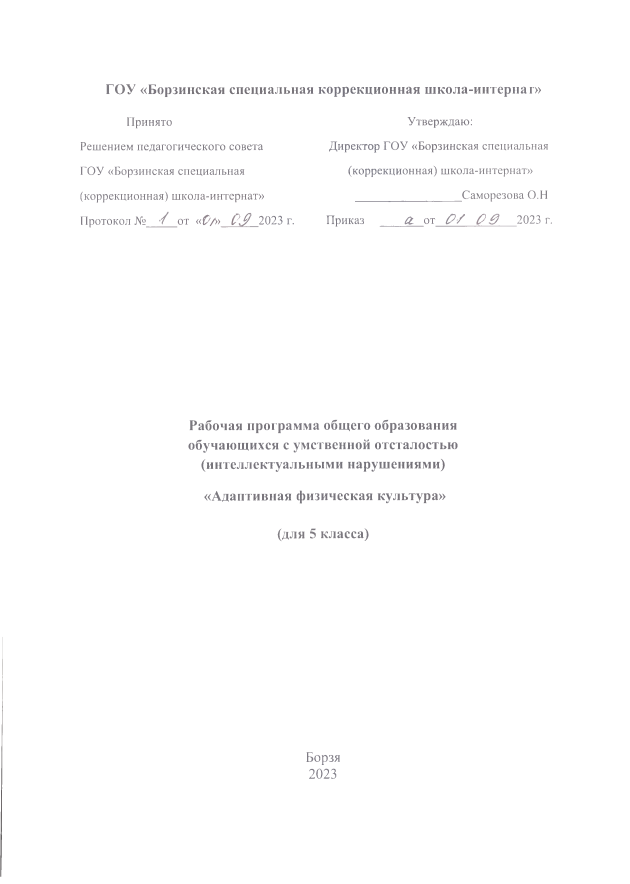 ГОУ «Борзинская специальная коррекционная школа-интернат»
Принято
Решением педагогического совета
ГОУ «Борзинская специальная
(коррекционная) школа-интернат»
Протокол № 1 от «01» 09 2023 г.
Утверждаю:
Директор ГОУ «Борзинская специальная
(коррекционная) школа-интернат»
Саморезова О.Н
Приказ а от 01 09 2023 г.
Рабочая программа общего образования
обучающихся с умственной отсталостью
(интеллектуальными нарушениями)
«Адаптивная физическая культура»
(для 5 класса)
Борзя
2023